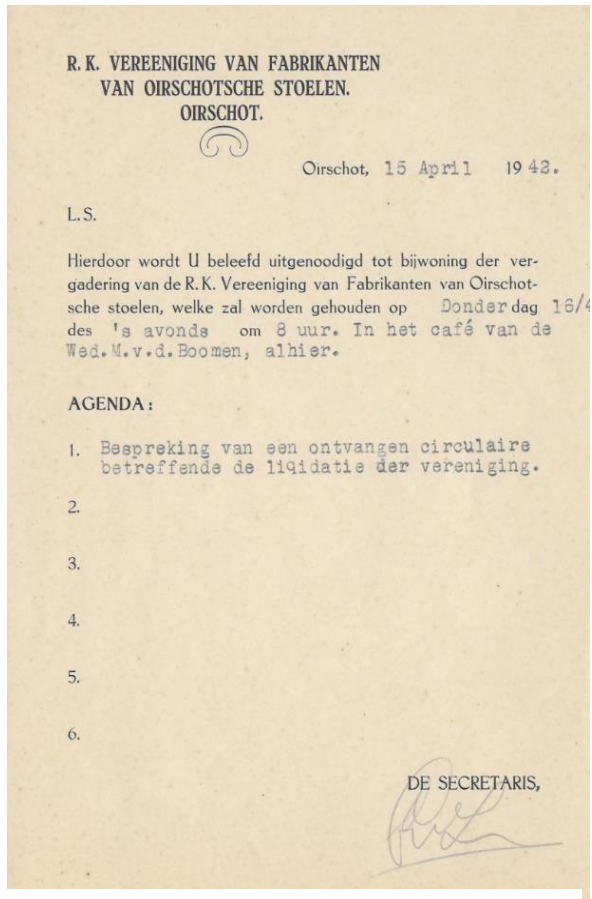 R. K. VEREENIGING VAN FABRIKANTEN
VAN OIRSCHOTSCHE STOELEN.
OIRSCHOT.
Oirschot, 15 April 1942.
L.S.
Hierdoor wordt U beleefd uitgenoodigd tot bijwoning der ver-
gadering van de R. K. Vereeniging van Fabrikanten van Oirschot-
sche stoelen, welke zal worden gehouden op Donderdag 16/4
des 's avonds om 8 uur. In het café van de
Wed.M.v.d.Boomen, alhier.
AGENDA:
1. Bespreking van een ontvangen circulaire
betreffende de liqidatie der vereniging.
2.
3.
4.
5.
6.
DE SECRETARIS,